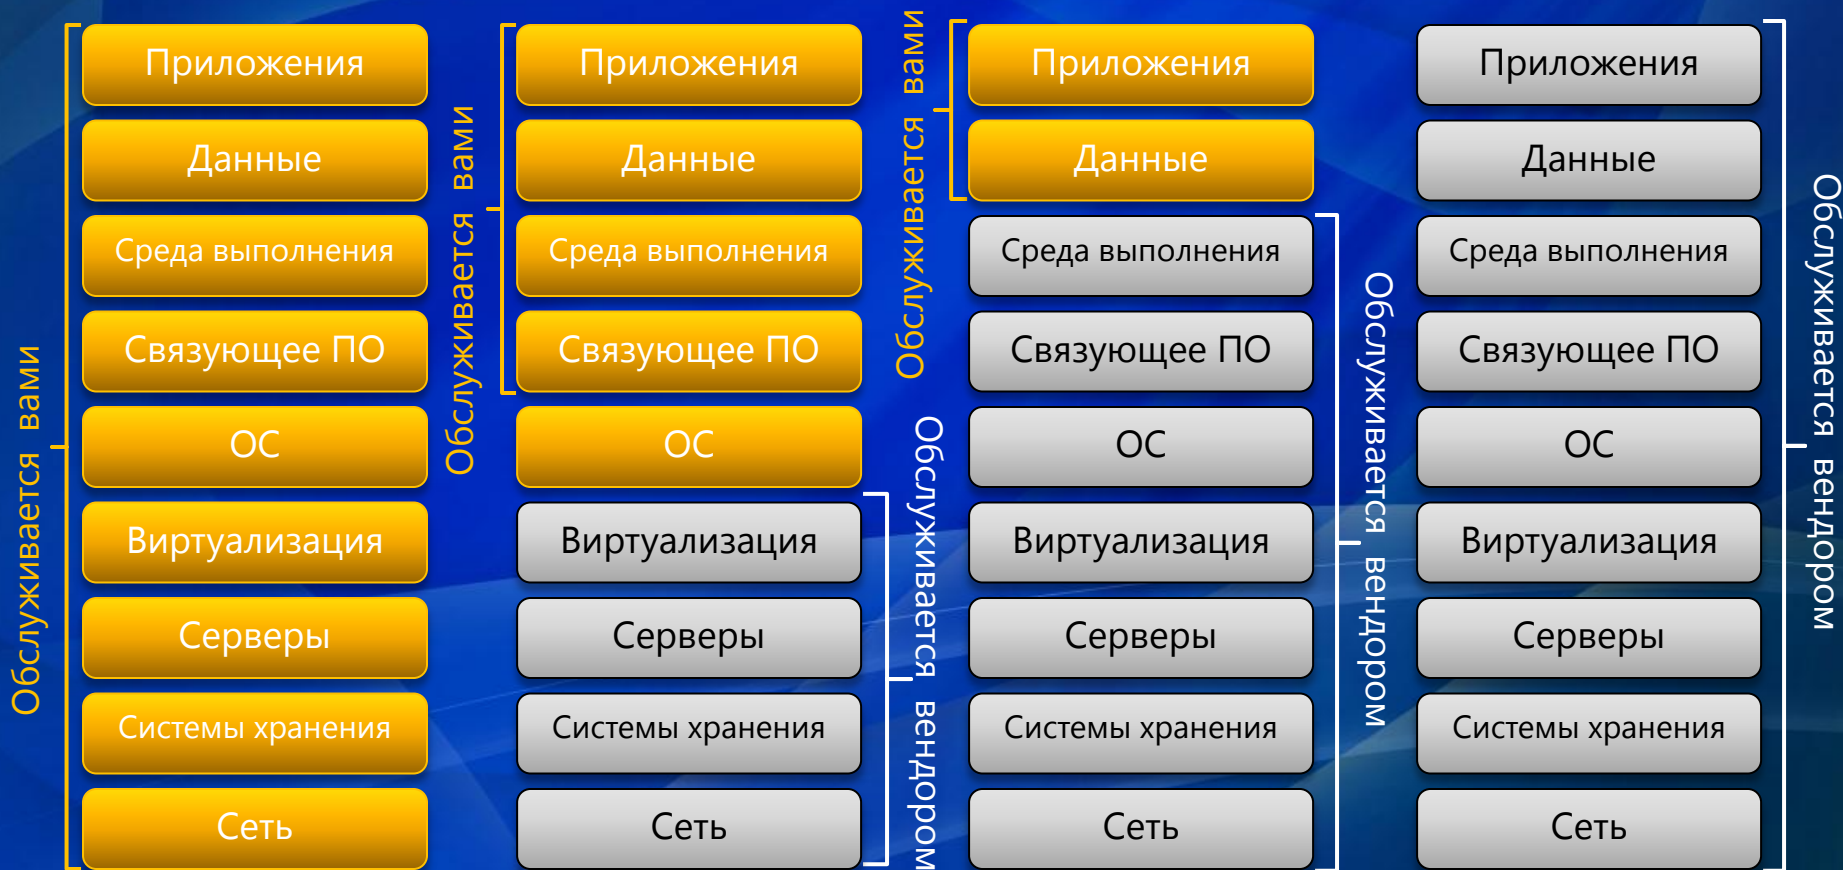 Обслуживается вами
Приложения
Данные
Среда выполнения
Связующее ПО
ОС
Виртуализация
Серверы
Системы хранения
Сеть
Обслуживается вами
Приложения
Данные
Среда выполнения
Связующее ПО
ОС
Виртуализация
Серверы
Системы хранения
Сеть
Обслуживается вендором
Обслуживается вами
Приложения
Данные
Среда выполнения
Связующее ПО
ОС
Виртуализация
Серверы
Системы хранения
Сеть
Обслуживается вендором
Приложения
Данные
Среда выполнения
Связующее ПО
ОС
Виртуализация
Серверы
Системы хранения
Сеть
Обслуживается вендором